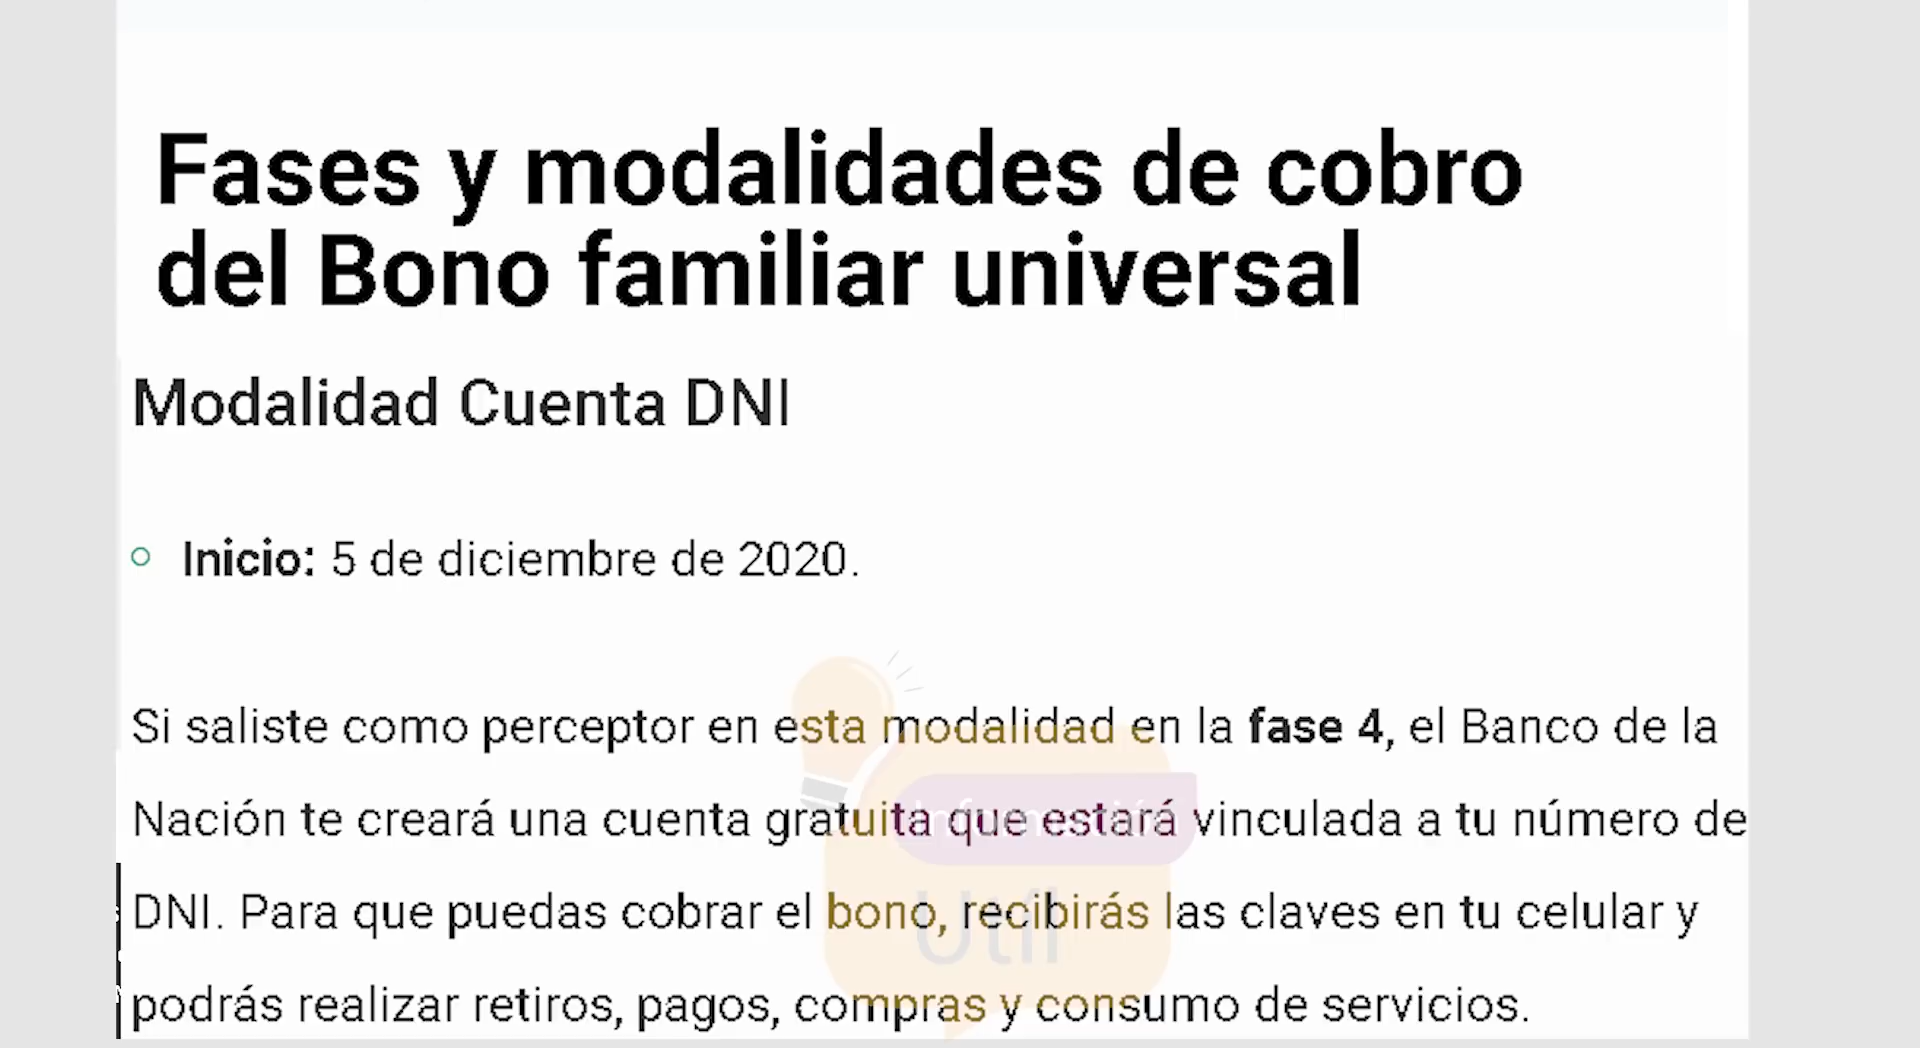 Fases y modalidades de cobro
del Bono familiar universal
Modalidad Cuenta DNI
Inicio: 5 de diciembre de 2020.
Si saliste como perceptor en esta modalidad en la fase 4, el Banco de la
Nación te creará una cuenta gratuita que estará vinculada a tu número de
Información
DNI. Para que puedas cobrar el bono, recibirás las claves en tu celular y
Util
podrás realizar retiros, pagos, compras y consumo de servicios.